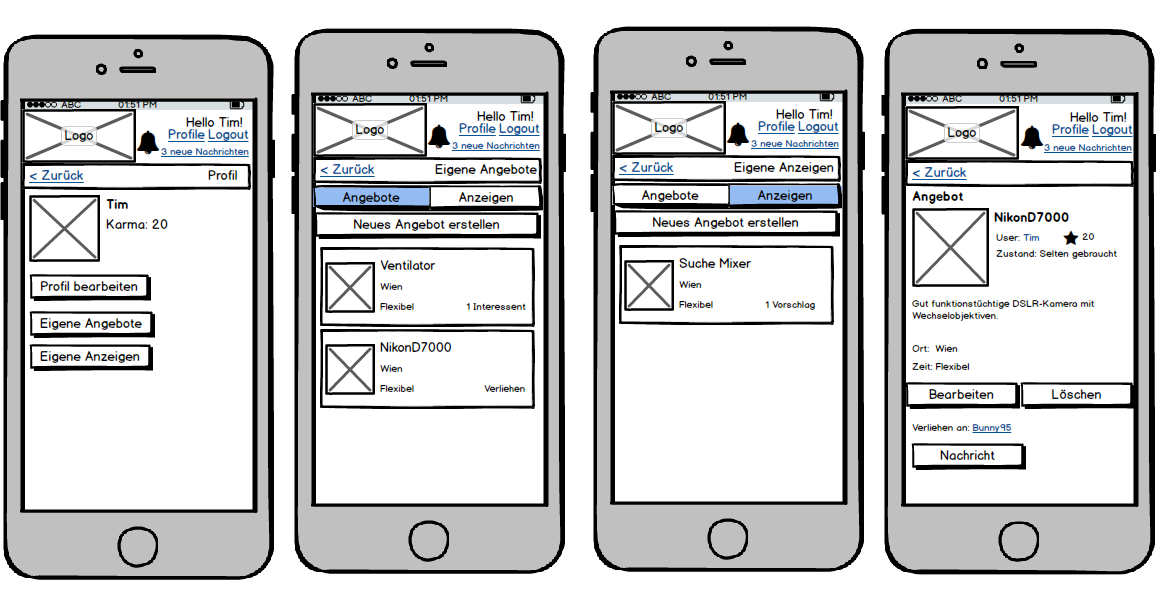 ABC 01:51 PM
Logo
Hello Tim!
Profile Logout
3 neue Nachrichten
< Zurück Profil
Tim
Karma: 20
Profil bearbeiten
Eigene Angebote
Eigene Anzeigen
ABC 01:51 PM
Logo
Hello Tim!
Profile Logout
3 neue Nachrichten
< Zurück Eigene Angebote
Angebote Anzeigen
Neues Angebot erstellen
Ventilator
Wien
Flexibel 1 Interessent
NikonD7000
Wien
Flexibel Verliehen
ABC 01:51 PM
Logo
Hello Tim!
Profile Logout
3 neue Nachrichten
< Zurück Eigene Anzeigen
Angebote Anzeigen
Neues Angebot erstellen
Suche Mixer
Wien
Flexibel 1 Vorschlag
ABC 01:51 PM
Logo
Hello Tim!
Profile Logout
3 neue Nachrichten
< Zurück
Angebot
NikonD7000
User: Tim 20
Zustand: Selten gebraucht
Gut funktionstüchtige DSLR-Kamera mit
Wechselobjektiven.
Ort: Wien
Zeit: Flexibel
Bearbeiten Löschen
Verliehen an: Bunny95
Nachricht